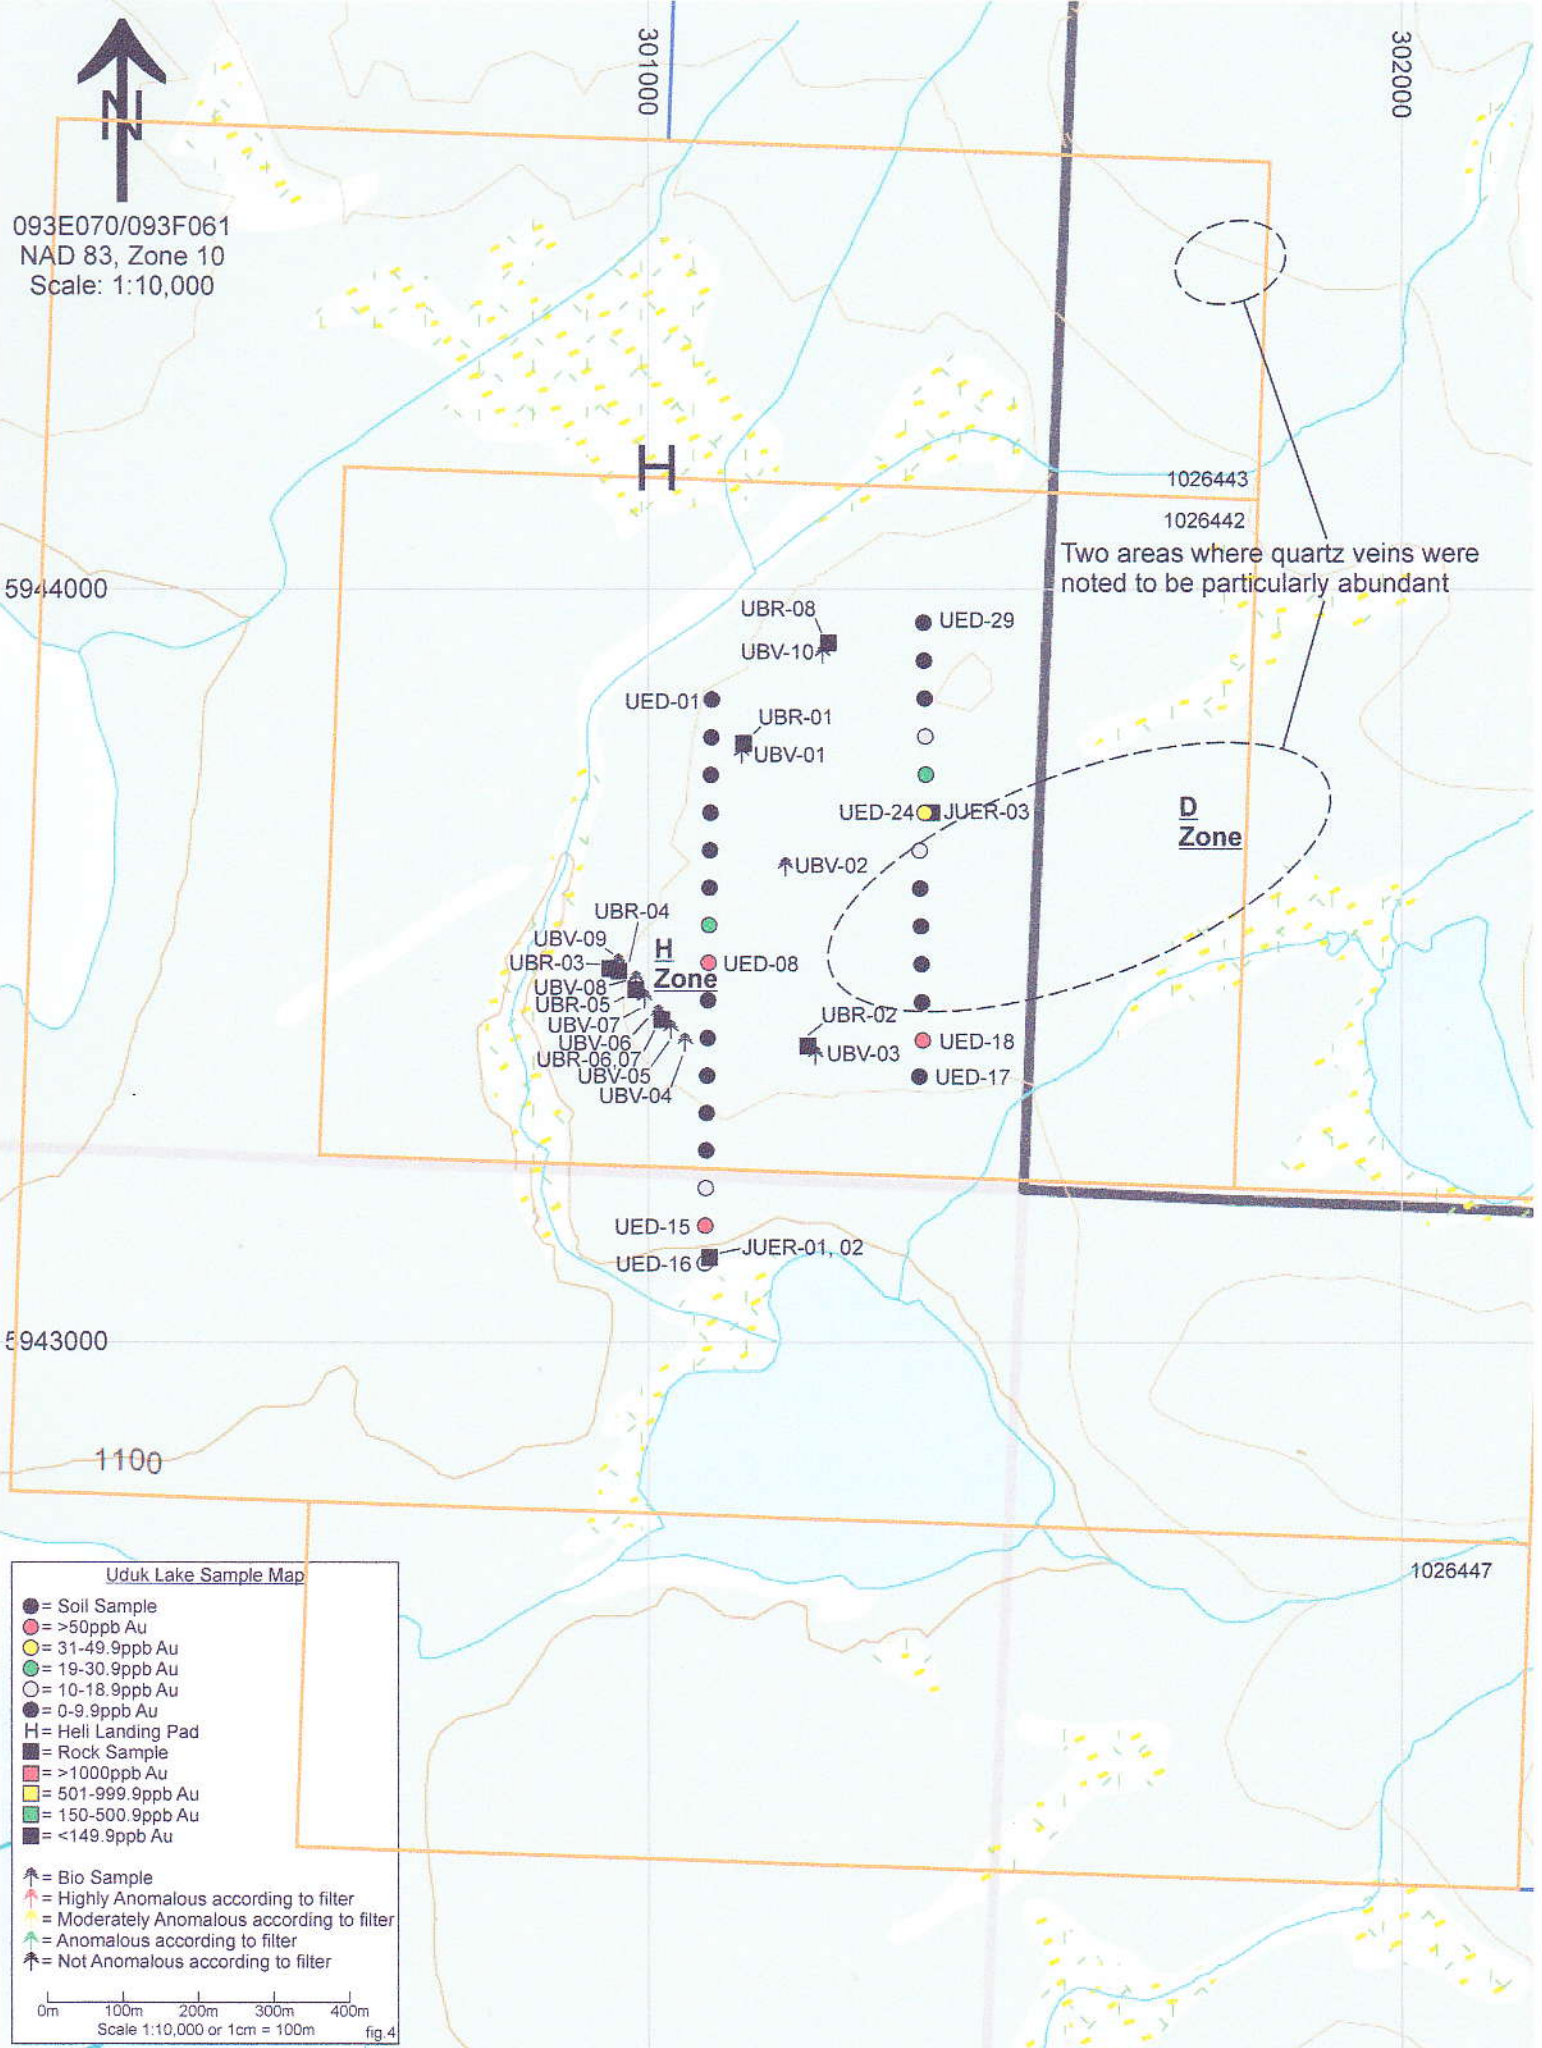 N
093E070/093F061
NAD 83, Zone 10
Scale: 1:10,000
301000
302000
H
1026443
1026442
Two areas where quartz veins were
noted to be particularly abundant
5944000
UBR-08
UBV-10
UED-29
UED-01
UBR-01
UBV-01
UED-24
JUER-03
D
Zone
UBV-02
UBR-04
UBV-09
UBR-03
H
Zone
UED-08
UBV-08
UBR-05
UBV-07
UBV-06
UBR-06,07
UBV-05
UBV-04
UBR-02
UBV-03
UED-18
UED-17
UED-15
JUER-01, 02
UED-16
5943000
1100
1026447
Uduk Lake Sample Map
= Soil Sample
= >50ppb Au
= 31-49.9ppb Au
= 19-30.9ppb Au
= 10-18.9ppb Au
= 0-9.9ppb Au
H= Heli Landing Pad
= Rock Sample
= >1000ppb Au
= 501-999.9ppb Au
= 150-500.9ppb Au
= <149.9ppb Au
= Bio Sample
= Highly Anomalous according to filter
= Moderately Anomalous according to filter
= Anomalous according to filter
= Not Anomalous according to filter
0m 100m 200m 300m 400m
Scale 1:10,000 or 1cm = 100m
fig.4